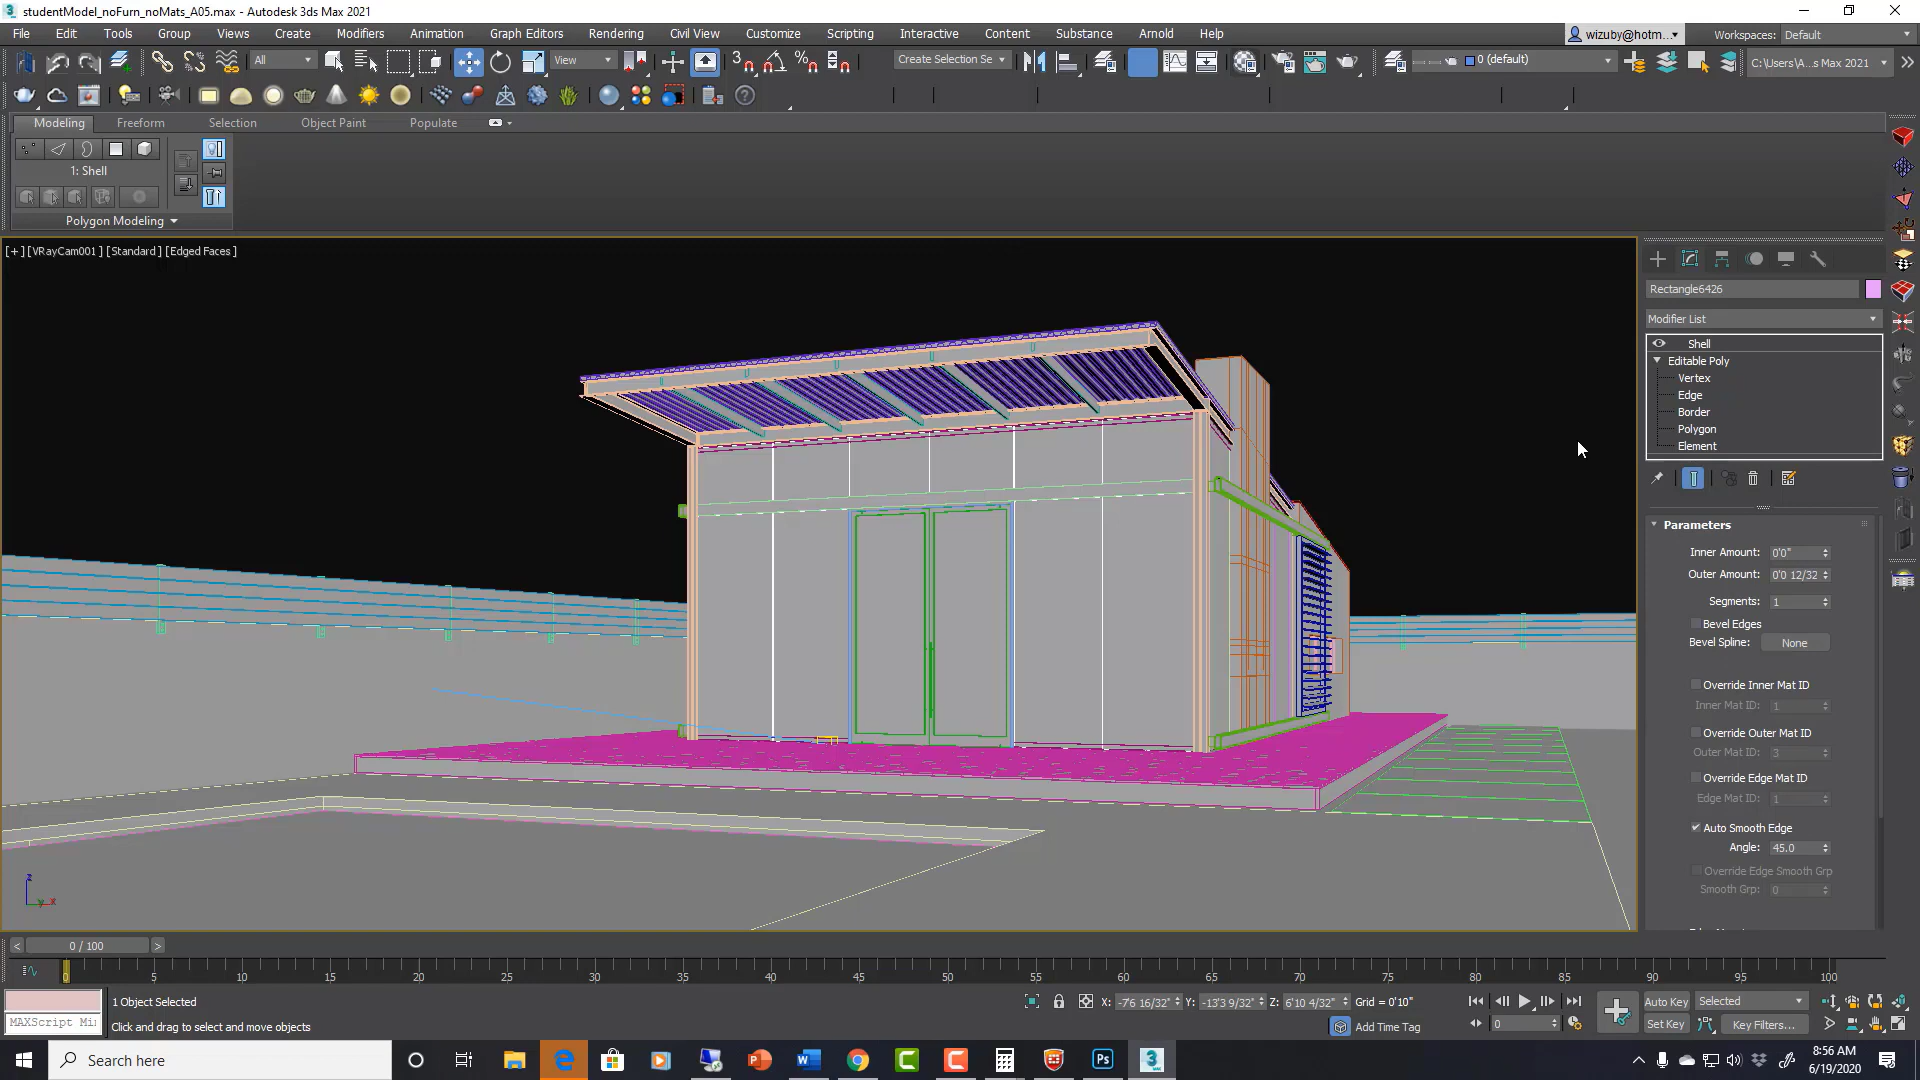 studentModel_noFurn_noMats_A05.max - Autodesk 3ds Max 2021
File Edit Tools Group Views Create Modifiers Animation Graph Editors Rendering Civil View Customize Scripting Interactive Content Substance Arnold Help
wizuby@hotm...
Workspaces: Default
All
View
Create Selection Se
0 (default)
C:\Users\A...s Max 2021
Modeling Freeform Selection Object Paint Populate
1: Shell
Polygon Modeling
[+] [VRayCam001] [Standard] [Edged Faces]
Rectangle6426
Modifier List
Shell
Editable Poly
Vertex
Edge
Border
Polygon
Element
Parameters
Inner Amount: 0'0"
Outer Amount: 0'0 12/32
Segments: 1
Bevel Edges
Bevel Spline: None
Override Inner Mat ID
Inner Mat ID: 1
Override Outer Mat ID
Outer Mat ID: 3
Override Edge Mat ID
Edge Mat ID: 1
Auto Smooth Edge
Angle: 45.0
Override Edge Smooth Grp
Smooth Grp: 0
z
y x
< 0 / 100 >
0 5 10 15 20 25 30 35 40 45 50 55 60 65 70 75 80 85 90 95 100
1 Object Selected
X: -76 16/32" Y: -13'3 9/32" Z: 6'10 4/32" Grid = 0'10"
Auto Key Selected
MAXScript Mi
Click and drag to select and move objects
Add Time Tag
0
Set Key Key Filters...
Search here
8:56 AM
6/19/2020